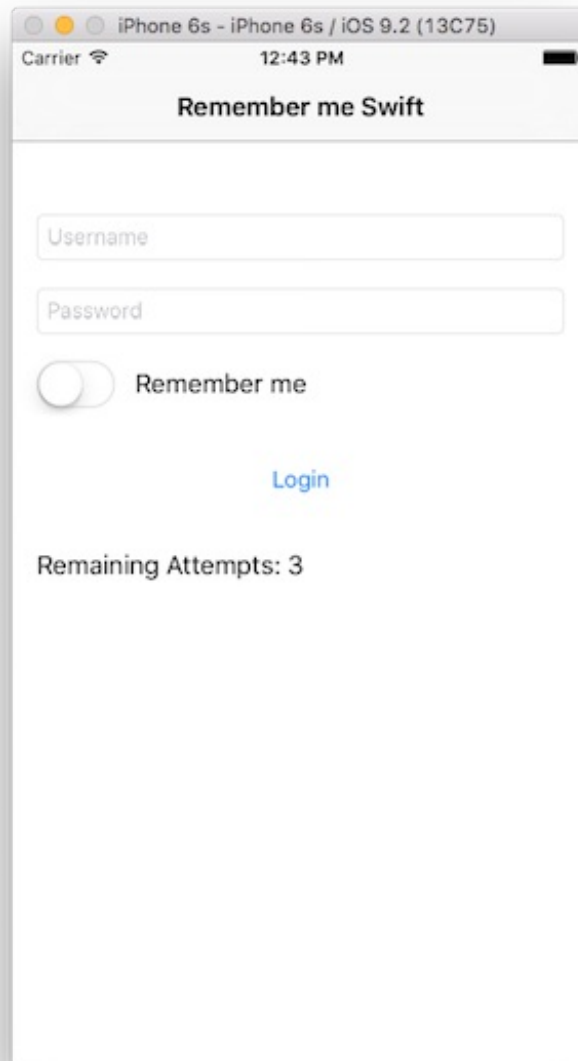 iPhone 6s - iPhone 6s / iOS 9.2 (13C75)
Carrier 12:43 PM
Remember me Swift
Username
Password
Remember me
Login
Remaining Attempts: 3